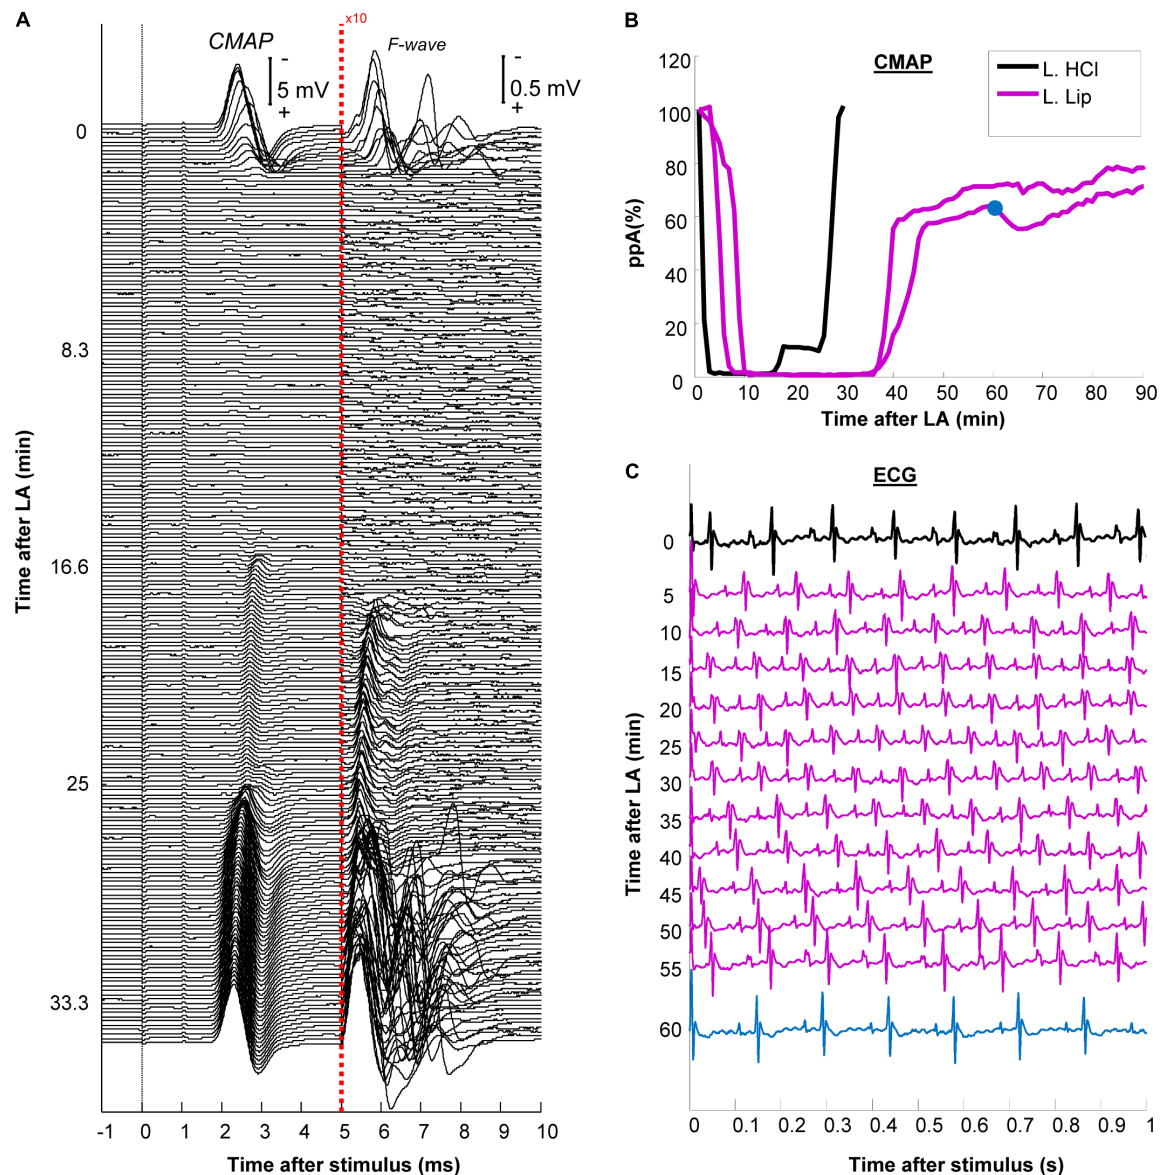 A
x10
CMAP
F-wave
-
5 mV
+
-
0.5 mV
+
0
8.3
16.6
25
33.3
Time after LA (min)
-1 0 1 2 3 4 5 6 7 8 9 10
Time after stimulus (ms)
B
CMAP
L. HCl
L. Lip
120
100
80
60
40
20
0
ppA(%)
0 10 20 30 40 50 60 70 80 90
Time after LA (min)
C
ECG
0
5
10
15
20
25
30
35
40
45
50
55
60
Time after LA (min)
0 0.1 0.2 0.3 0.4 0.5 0.6 0.7 0.8 0.9 1
Time after stimulus (s)